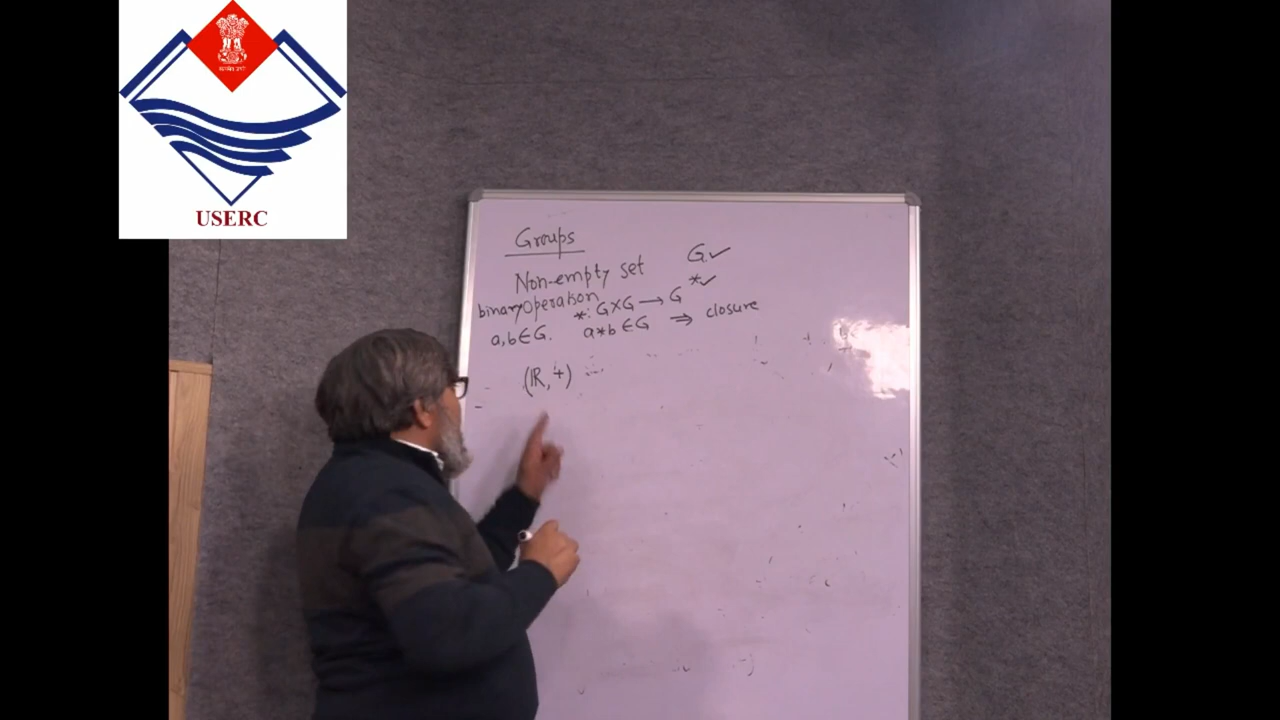 USERC
Groups
Non-empty set G ✓
binary operation *: G×G → G *✓
a,b ∈ G. a*b ∈ G ⇒ closure
(ℝ, +)